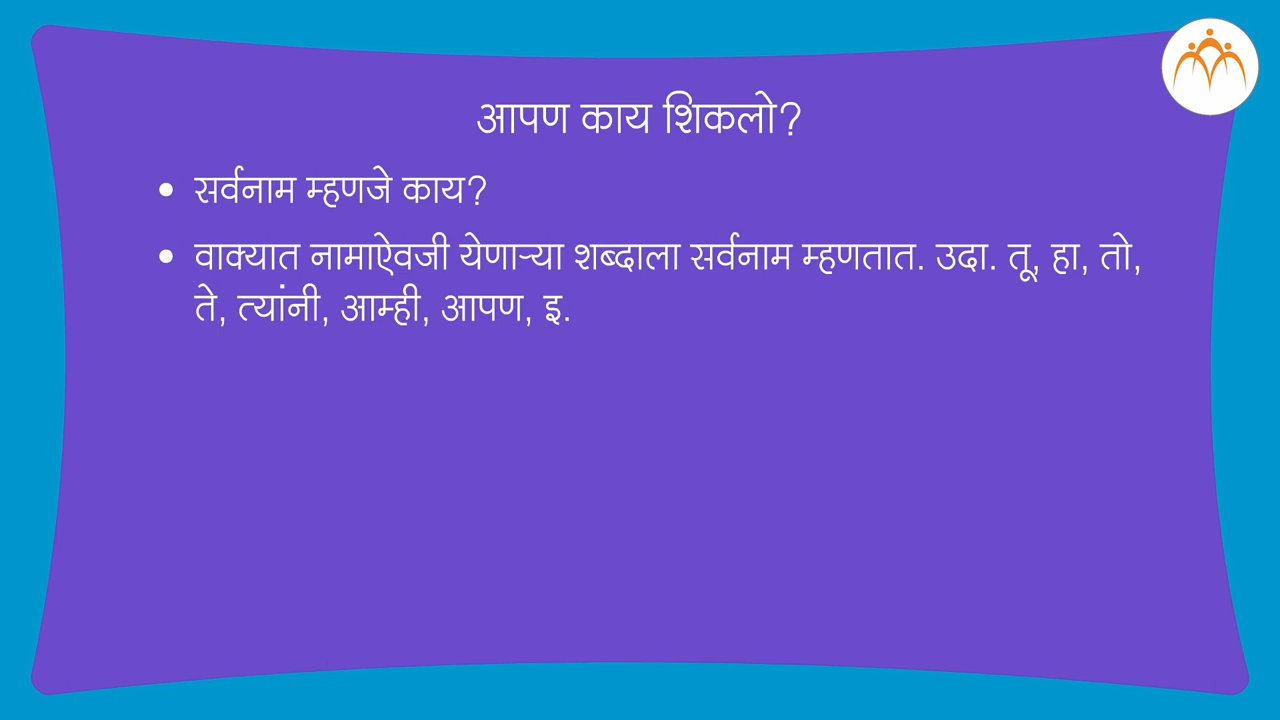 आपण काय शिकलो?
• सर्वनाम म्हणजे काय?
• वाक्यात नामाऐवजी येणाऱ्या शब्दाला सर्वनाम म्हणतात. उदा. तू, हा, तो,
ते, त्यांनी, आम्ही, आपण, इ.